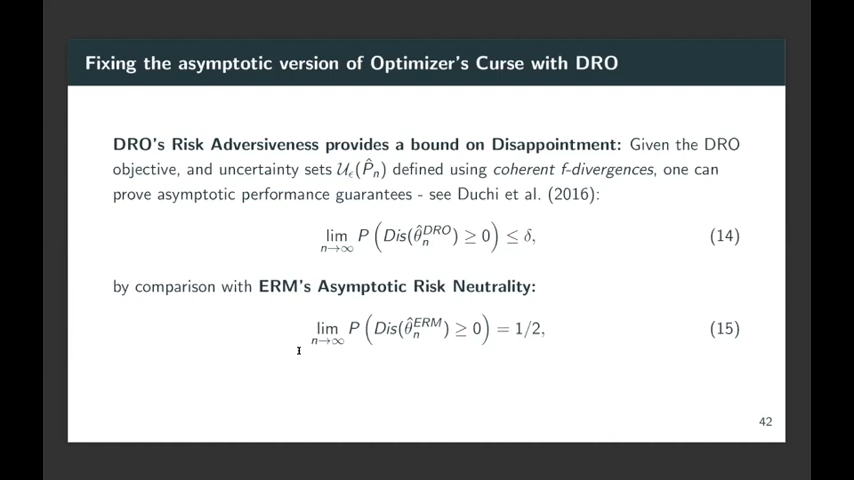 Fixing the asymptotic version of Optimizer's Curse with DRO
DRO's Risk Adversiveness provides a bound on Disappointment: Given the DRO
objective, and uncertainty sets 𝒰_ϵ(P̂_n) defined using coherent f-divergences, one can
prove asymptotic performance guarantees - see Duchi et al. (2016):
lim_{n→∞} P(Dis(θ̂_n^{DRO}) ≥ 0) ≤ δ, (14)
by comparison with ERM's Asymptotic Risk Neutrality:
lim_{n→∞} P(Dis(θ̂_n^{ERM}) ≥ 0) = 1/2, (15)
42